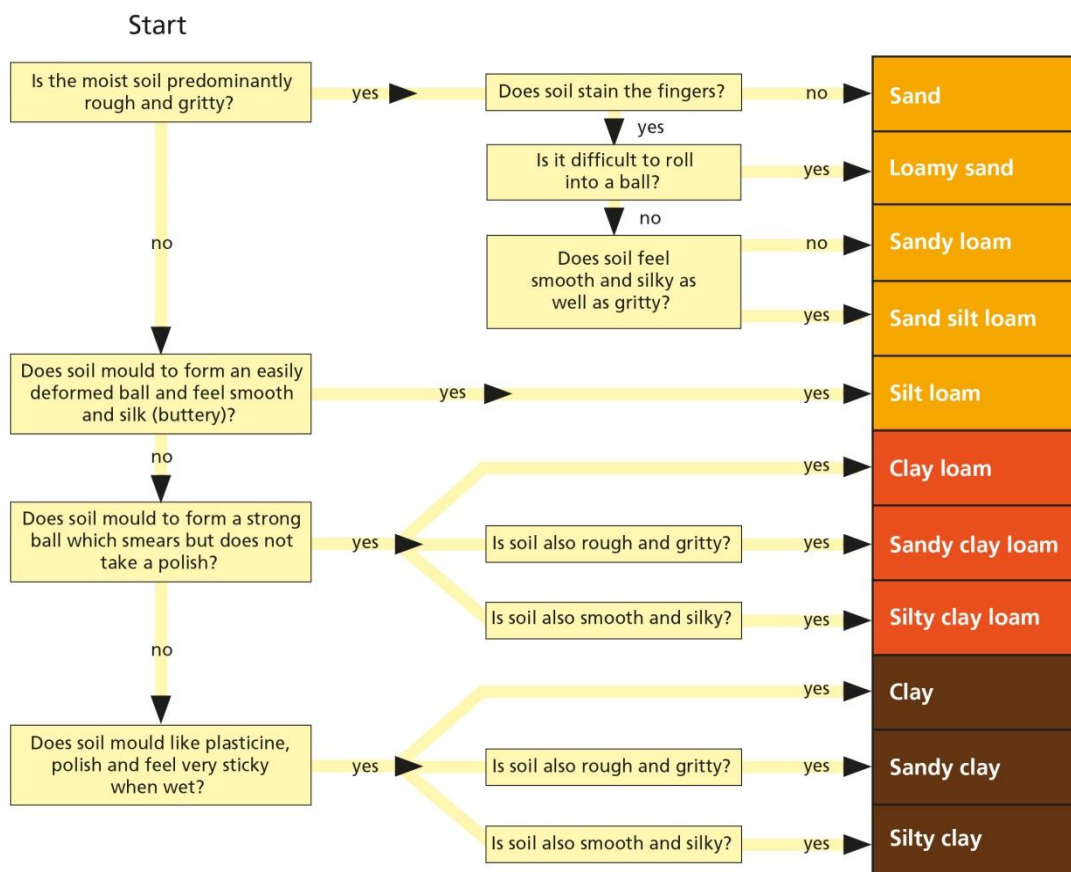 Start
Is the moist soil predominantly
rough and gritty?
yes
Does soil stain the fingers?
no
Sand
yes
Is it difficult to roll
into a ball?
yes
Loamy sand
no
no
Does soil feel
smooth and silky as
well as gritty?
no
Sandy loam
yes
Sand silt loam
Does soil mould to form an easily
deformed ball and feel smooth
and silk (buttery)?
yes
yes
Silt loam
no
yes
Clay loam
Does soil mould to form a strong
ball which smears but does not
take a polish?
yes
Is soil also rough and gritty?
yes
Sandy clay loam
Is soil also smooth and silky?
yes
Silty clay loam
no
yes
Clay
Does soil mould like plasticine,
polish and feel very sticky
when wet?
yes
Is soil also rough and gritty?
yes
Sandy clay
Is soil also smooth and silky?
yes
Silty clay